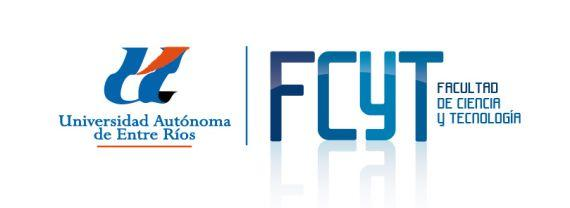 Universidad Autónoma
de Entre Ríos
FCyT
FACULTAD
DE CIENCIA
y TECNOLOGÍA